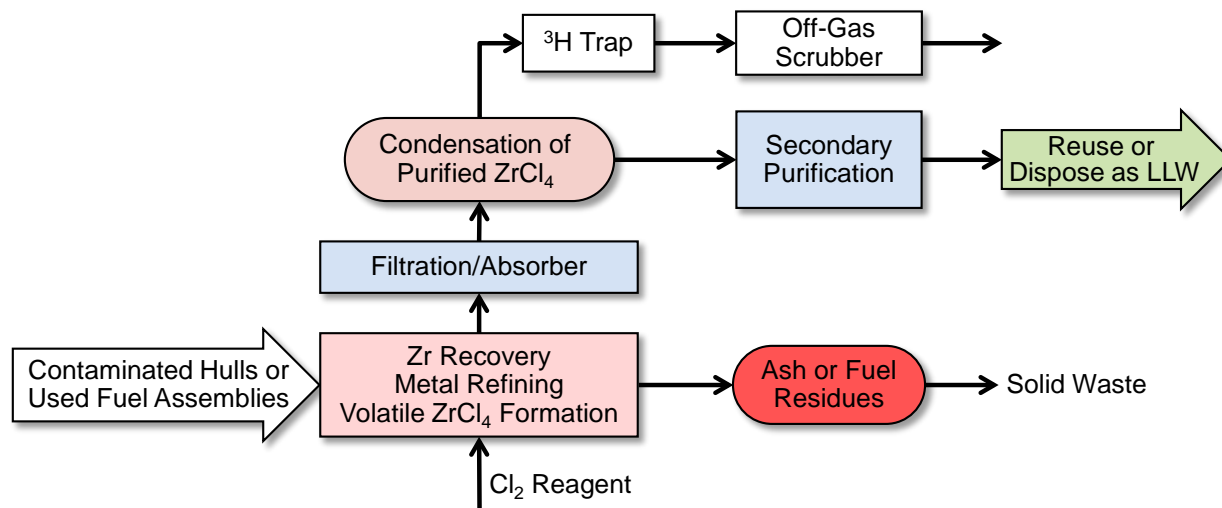 ³H Trap
Off-Gas
Scrubber
Condensation of
Purified ZrCl₄
Secondary
Purification
Reuse or
Dispose as LLW
Filtration/Absorber
Contaminated Hulls or
Used Fuel Assemblies
Zr Recovery
Metal Refining
Volatile ZrCl₄ Formation
Ash or Fuel
Residues
Solid Waste
Cl₂ Reagent